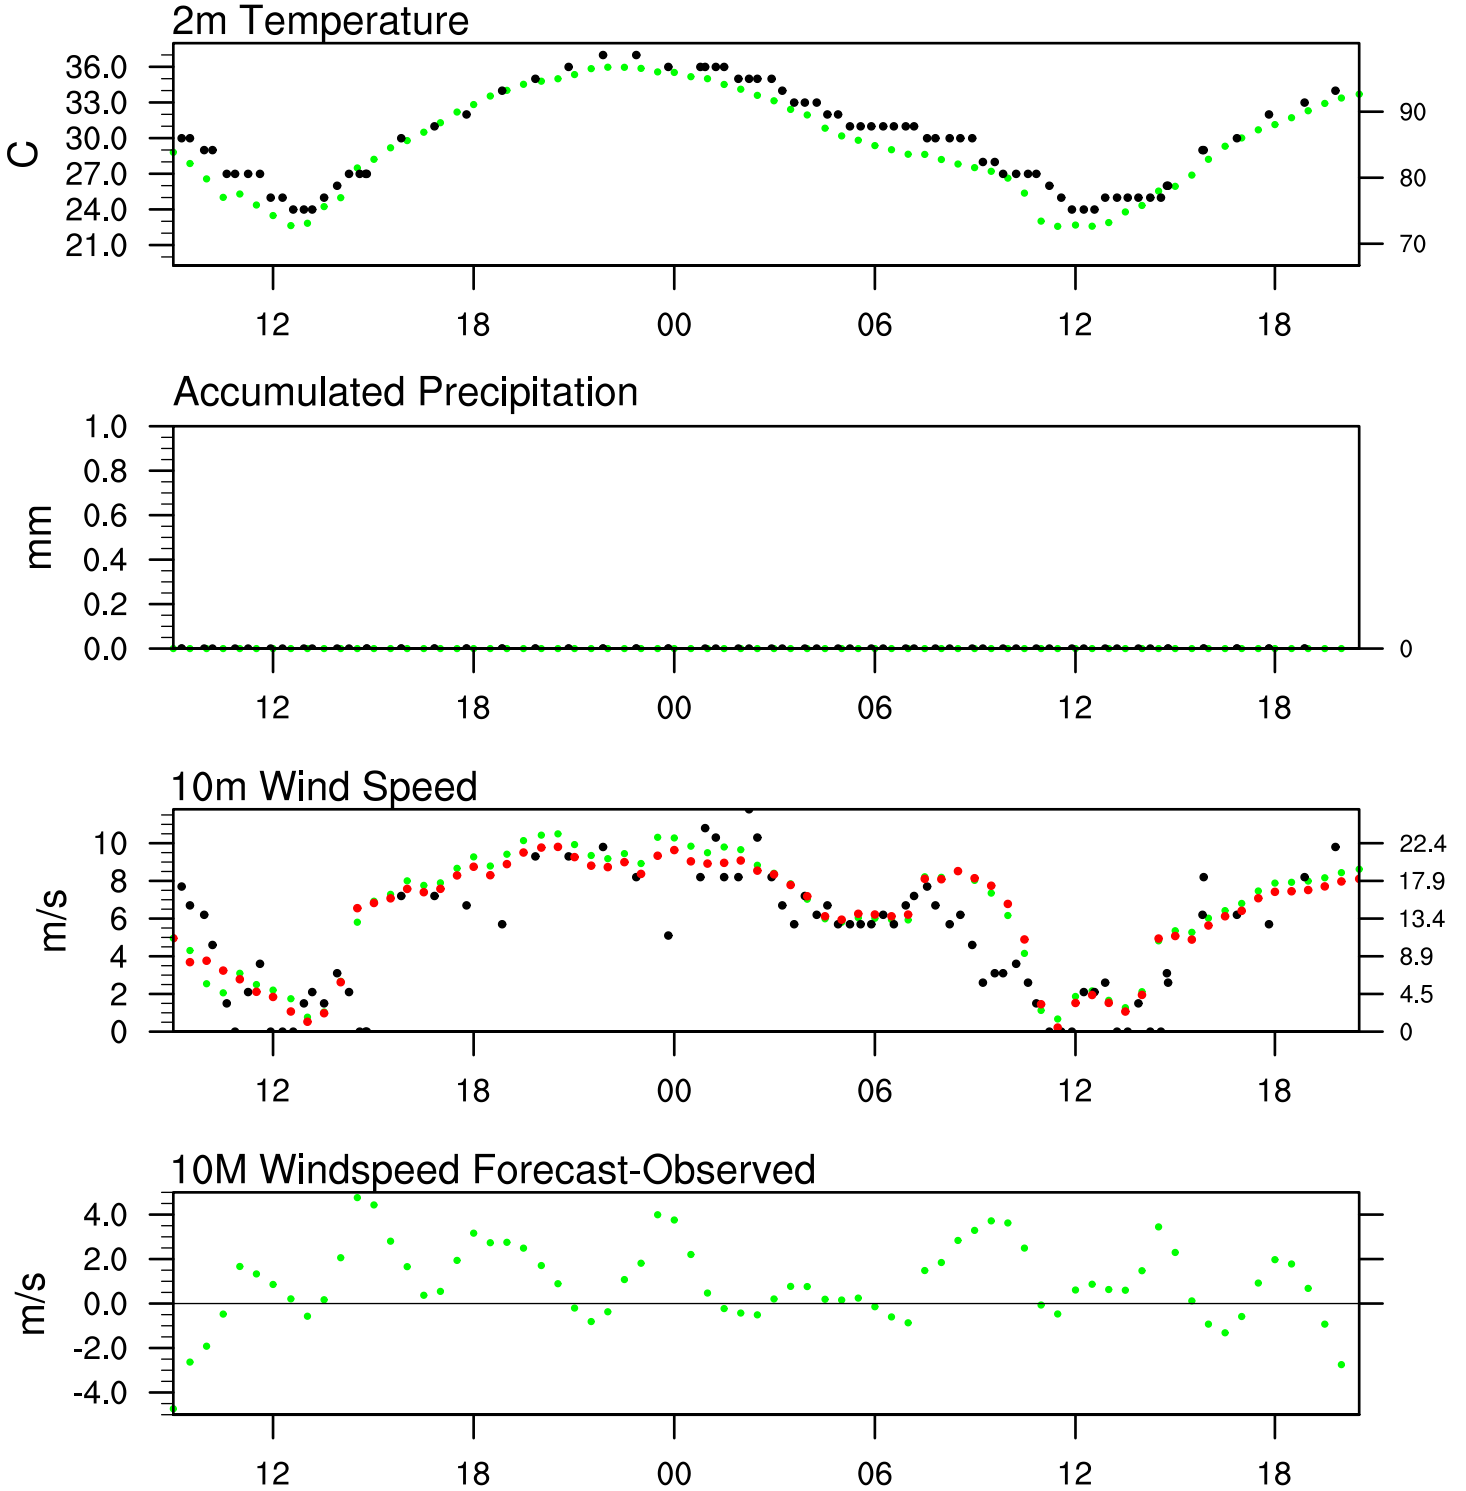 2m Temperature
C
36.0
33.0
30.0
27.0
24.0
21.0
90
80
70
12 18 00 06 12 18
Accumulated Precipitation
mm
1.0
0.8
0.6
0.4
0.2
0.0
0
12 18 00 06 12 18
10m Wind Speed
m/s
10
8
6
4
2
0
22.4
17.9
13.4
8.9
4.5
0
12 18 00 06 12 18
10M Windspeed Forecast-Observed
m/s
4.0
2.0
0.0
-2.0
-4.0
12 18 00 06 12 18